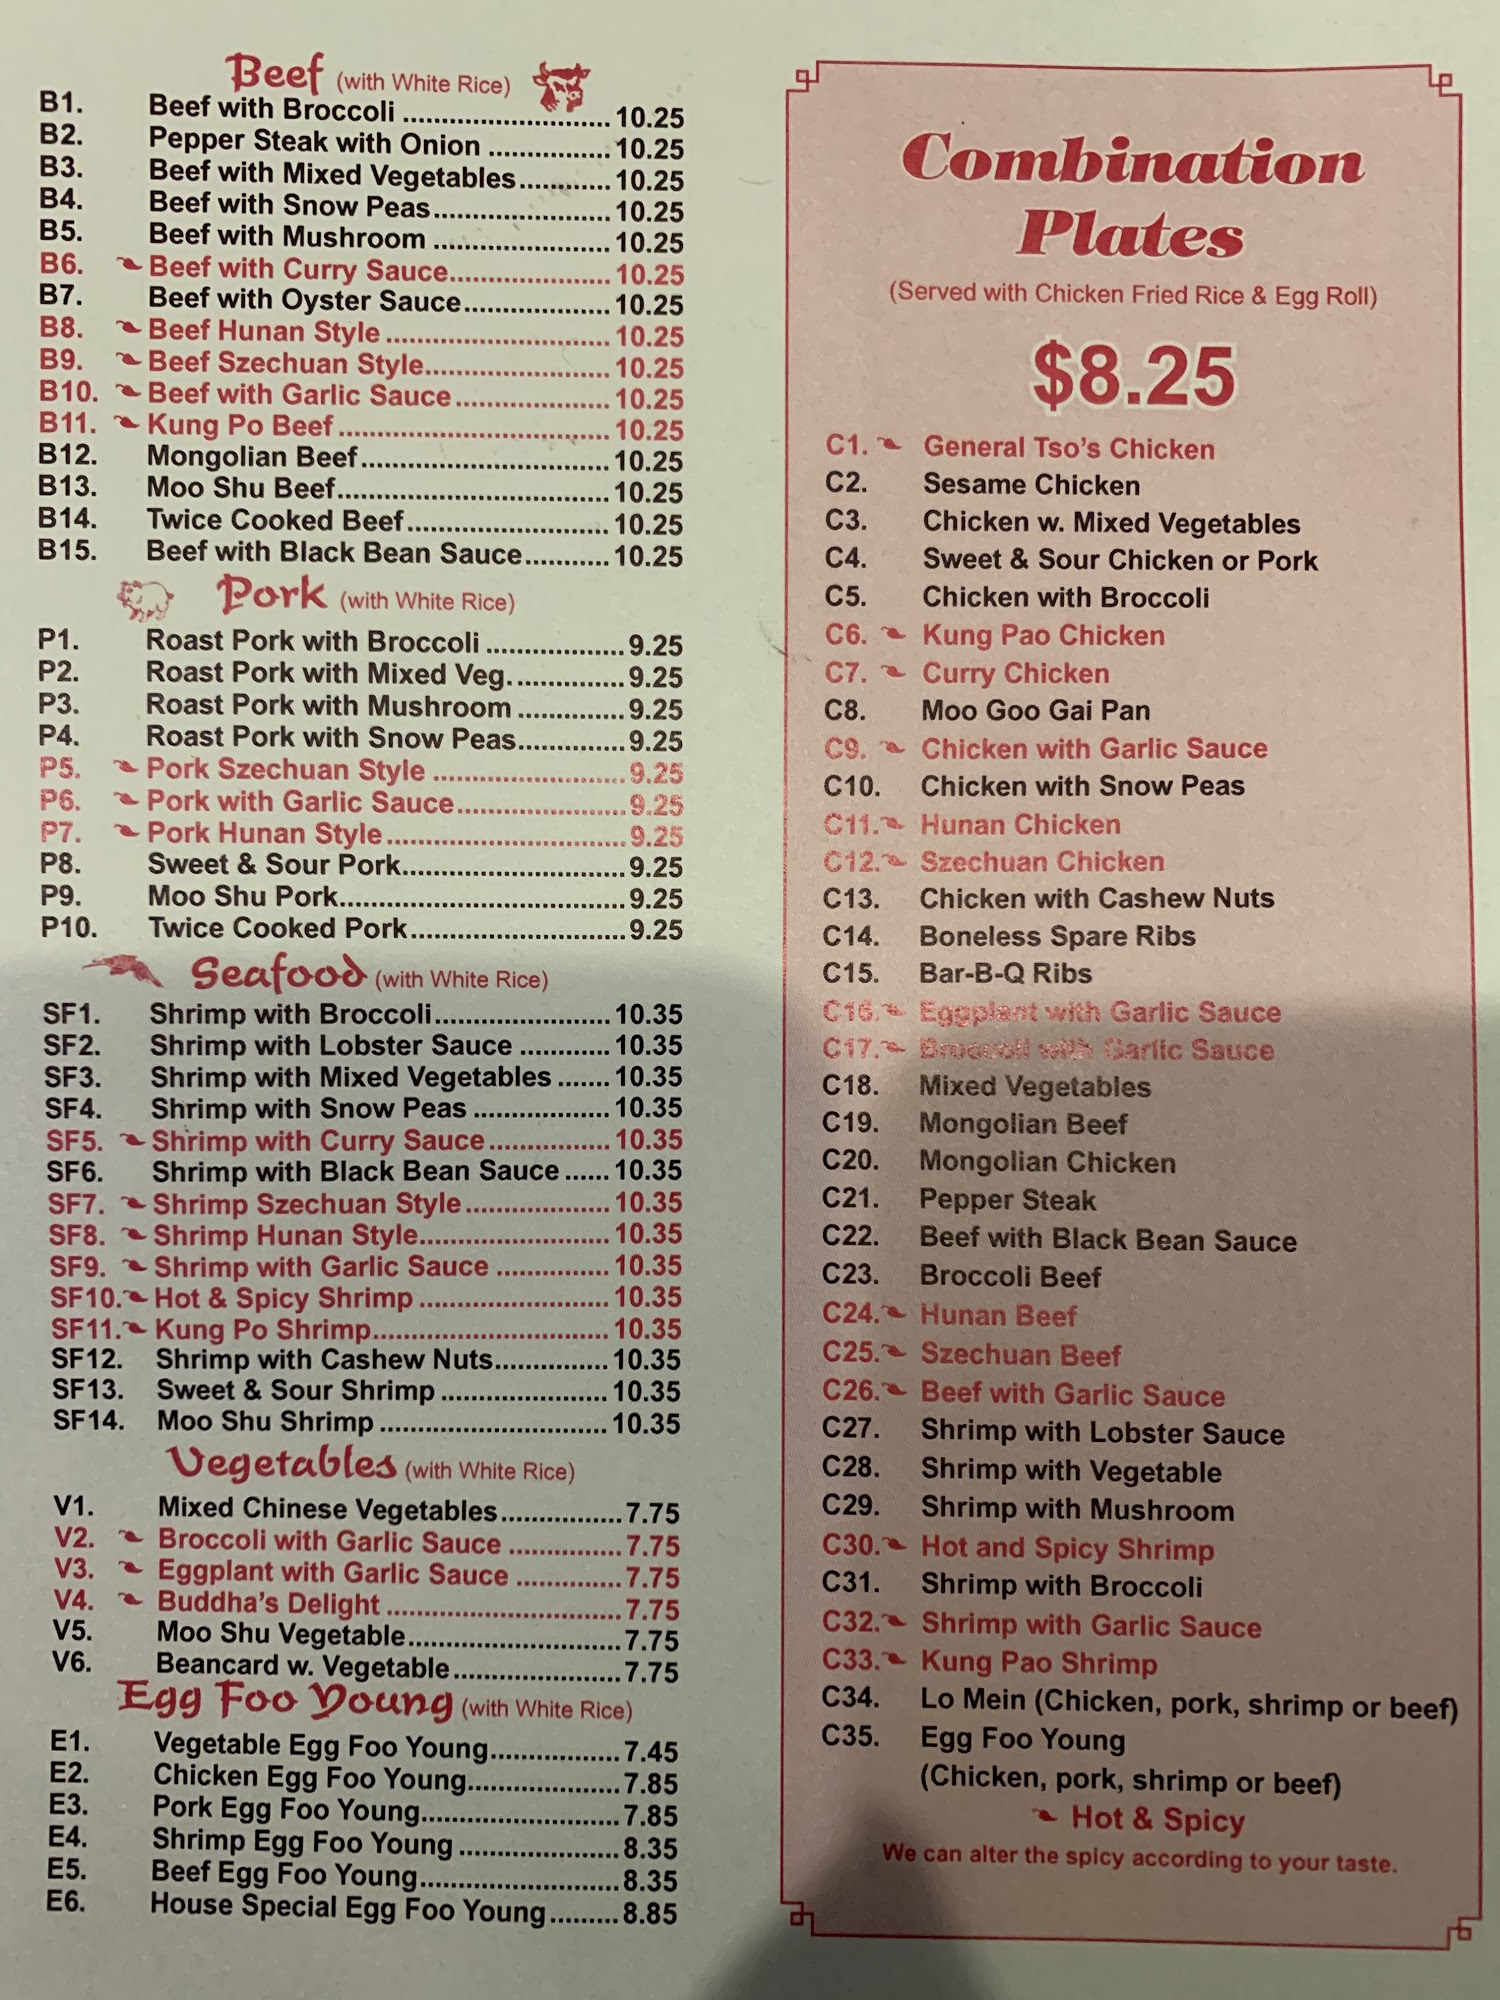 Beef (with White Rice)
B1. Beef with Broccoli ........................... 10.25
B2. Pepper Steak with Onion ................ 10.25
B3. Beef with Mixed Vegetables............ 10.25
B4. Beef with Snow Peas....................... 10.25
B5. Beef with Mushroom ....................... 10.25
B6. Beef with Curry Sauce..................... 10.25
B7. Beef with Oyster Sauce................... 10.25
B8. Beef Hunan Style ............................. 10.25
B9. Beef Szechuan Style........................ 10.25
B10. Beef with Garlic Sauce .................... 10.25
B11. Kung Po Beef ................................... 10.25
B12. Mongolian Beef................................ 10.25
B13. Moo Shu Beef................................... 10.25
B14. Twice Cooked Beef.......................... 10.25
B15. Beef with Black Bean Sauce........... 10.25
Pork (with White Rice)
P1. Roast Pork with Broccoli .................. 9.25
P2. Roast Pork with Mixed Veg. .............. 9.25
P3. Roast Pork with Mushroom .............. 9.25
P4. Roast Pork with Snow Peas.............. 9.25
P5. Pork Szechuan Style ......................... 9.25
P6. Pork with Garlic Sauce...................... 9.25
P7. Pork Hunan Style ............................... 9.25
P8. Sweet & Sour Pork............................. 9.25
P9. Moo Shu Pork..................................... 9.25
P10. Twice Cooked Pork............................ 9.25
Seafood (with White Rice)
SF1. Shrimp with Broccoli....................... 10.35
SF2. Shrimp with Lobster Sauce ............ 10.35
SF3. Shrimp with Mixed Vegetables ....... 10.35
SF4. Shrimp with Snow Peas .................. 10.35
SF5. Shrimp with Curry Sauce................ 10.35
SF6. Shrimp with Black Bean Sauce ...... 10.35
SF7. Shrimp Szechuan Style................... 10.35
SF8. Shrimp Hunan Style......................... 10.35
SF9. Shrimp with Garlic Sauce ............... 10.35
SF10. Hot & Spicy Shrimp ......................... 10.35
SF11. Kung Po Shrimp............................... 10.35
SF12. Shrimp with Cashew Nuts............... 10.35
SF13. Sweet & Sour Shrimp ...................... 10.35
SF14. Moo Shu Shrimp .............................. 10.35
Vegetables (with White Rice)
V1. Mixed Chinese Vegetables................ 7.75
V2. Broccoli with Garlic Sauce ............... 7.75
V3. Eggplant with Garlic Sauce .............. 7.75
V4. Buddha's Delight ............................... 7.75
V5. Moo Shu Vegetable............................ 7.75
V6. Beancard w. Vegetable...................... 7.75
Egg Foo Young (with White Rice)
E1. Vegetable Egg Foo Young................. 7.45
E2. Chicken Egg Foo Young.................... 7.85
E3. Pork Egg Foo Young.......................... 7.85
E4. Shrimp Egg Foo Young ..................... 8.35
E5. Beef Egg Foo Young.......................... 8.35
E6. House Special Egg Foo Young......... 8.85
Combination
Plates
(Served with Chicken Fried Rice & Egg Roll)
$8.25
C1. General Tso's Chicken
C2. Sesame Chicken
C3. Chicken w. Mixed Vegetables
C4. Sweet & Sour Chicken or Pork
C5. Chicken with Broccoli
C6. Kung Pao Chicken
C7. Curry Chicken
C8. Moo Goo Gai Pan
C9. Chicken with Garlic Sauce
C10. Chicken with Snow Peas
C11. Hunan Chicken
C12. Szechuan Chicken
C13. Chicken with Cashew Nuts
C14. Boneless Spare Ribs
C15. Bar-B-Q Ribs
C16. Eggplant with Garlic Sauce
C17. Broccoli with Garlic Sauce
C18. Mixed Vegetables
C19. Mongolian Beef
C20. Mongolian Chicken
C21. Pepper Steak
C22. Beef with Black Bean Sauce
C23. Broccoli Beef
C24. Hunan Beef
C25. Szechuan Beef
C26. Beef with Garlic Sauce
C27. Shrimp with Lobster Sauce
C28. Shrimp with Vegetable
C29. Shrimp with Mushroom
C30. Hot and Spicy Shrimp
C31. Shrimp with Broccoli
C32. Shrimp with Garlic Sauce
C33. Kung Pao Shrimp
C34. Lo Mein (Chicken, pork, shrimp or beef)
C35. Egg Foo Young
(Chicken, pork, shrimp or beef)
Hot & Spicy
We can alter the spicy according to your taste.